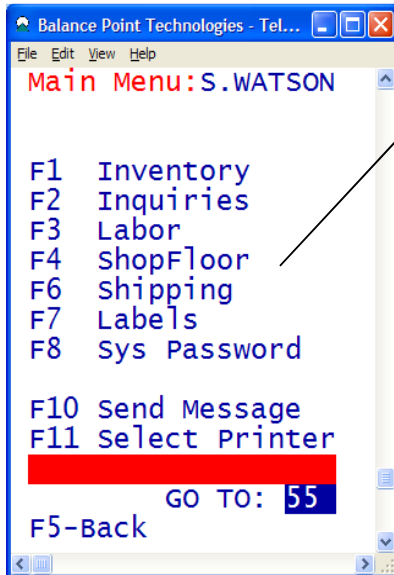 Balance Point Technologies - Tel...
File Edit View Help
Main Menu:S.WATSON
F1 Inventory
F2 Inquiries
F3 Labor
F4 ShopFloor
F6 Shipping
F7 Labels
F8 Sys Password
F10 Send Message
F11 Select Printer
GO TO: 55
F5-Back